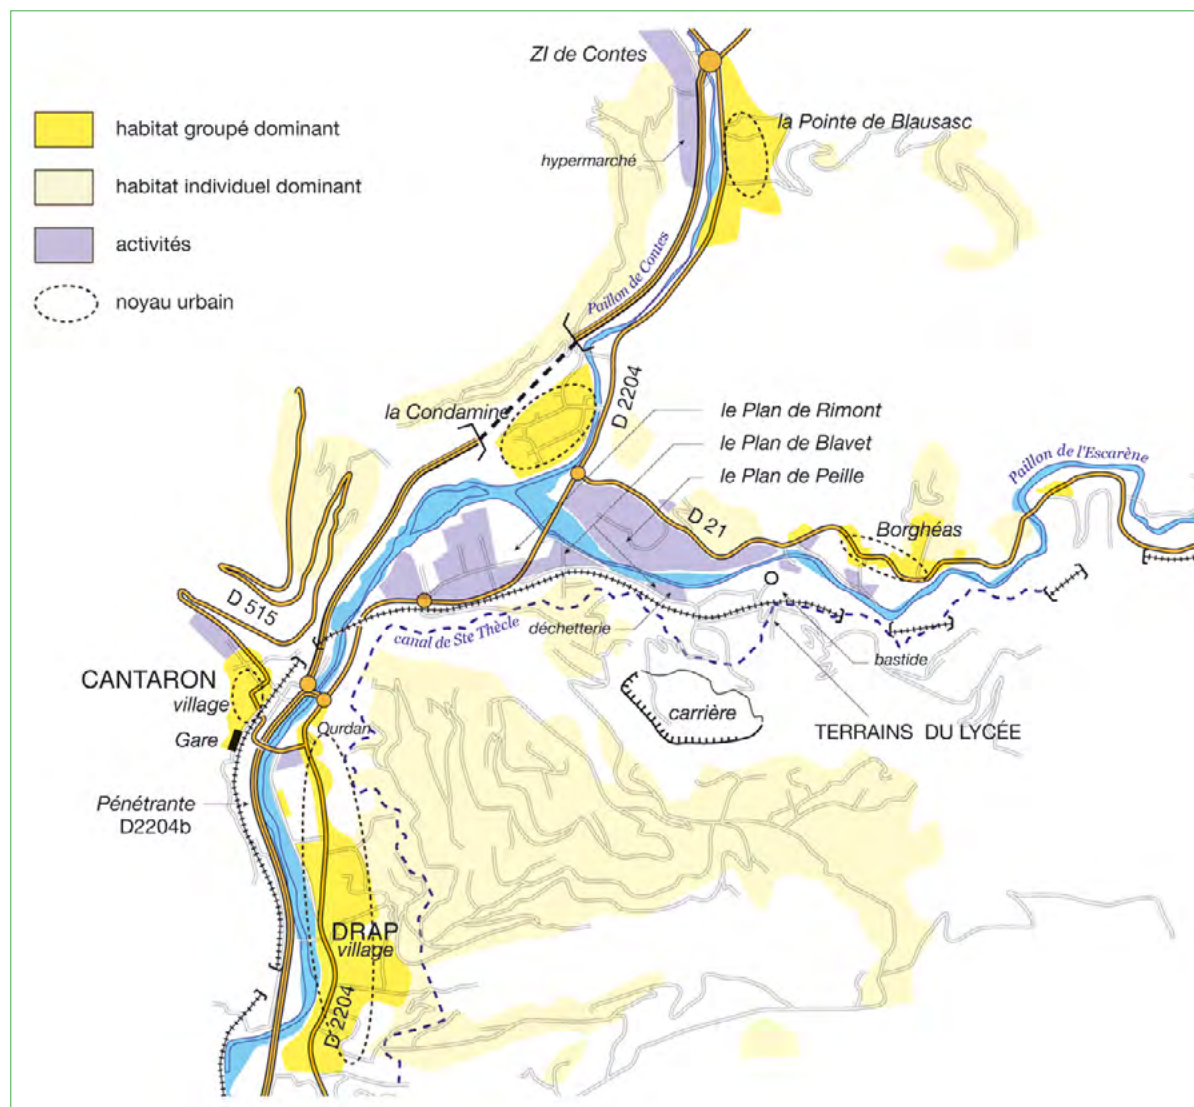 ZI de Contes
habitat groupé dominant
la Pointe de Blausasc
hypermarché
habitat individuel dominant
activités
noyau urbain
Paillon de Contes
D 2204
la Condamine
le Plan de Rimont
le Plan de Blavet
le Plan de Peille
Paillon de l'Escarène
D 21
Borghéas
D 515
canal de Ste Thècle
déchetterie
bastide
CANTARON
village
carrière
TERRAINS DU LYCÉE
Qurdan
Gare
Pénétrante
D2204b
DRAP
village
D 2204